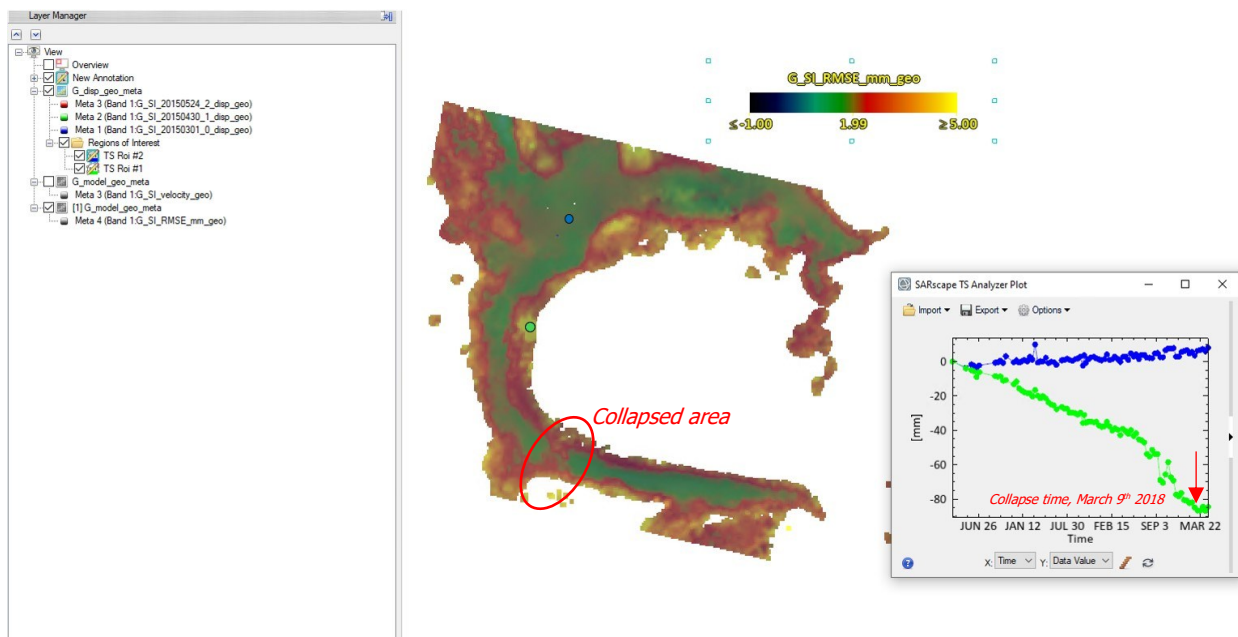 Layer Manager
View
Overview
New Annotation
G_disp_geo_meta
Meta 3 (Band 1:G_SI_20150524_2_disp_geo)
Meta 2 (Band 1:G_SI_20150430_1_disp_geo)
Meta 1 (Band 1:G_SI_20150301_0_disp_geo)
Regions of Interest
TS Roi #2
TS Roi #1
G_model_geo_meta
Meta 3 (Band 1:G_SI_velocity_geo)
[1] G_model_geo_meta
Meta 4 (Band 1:G_SI_RMSE_mm_geo)
G_SI_RMSE_mm_geo
≤-1.00 1.99 ≥5.00
Collapsed area
SARscape TS Analyzer Plot
Import Export Options
0
-20
-40
-60
-80
[mm]
Collapse time, March 9th 2018
JUN 26 JAN 12 JUL 30 FEB 15 SEP 3 MAR 22
Time
X: Time Y: Data Value